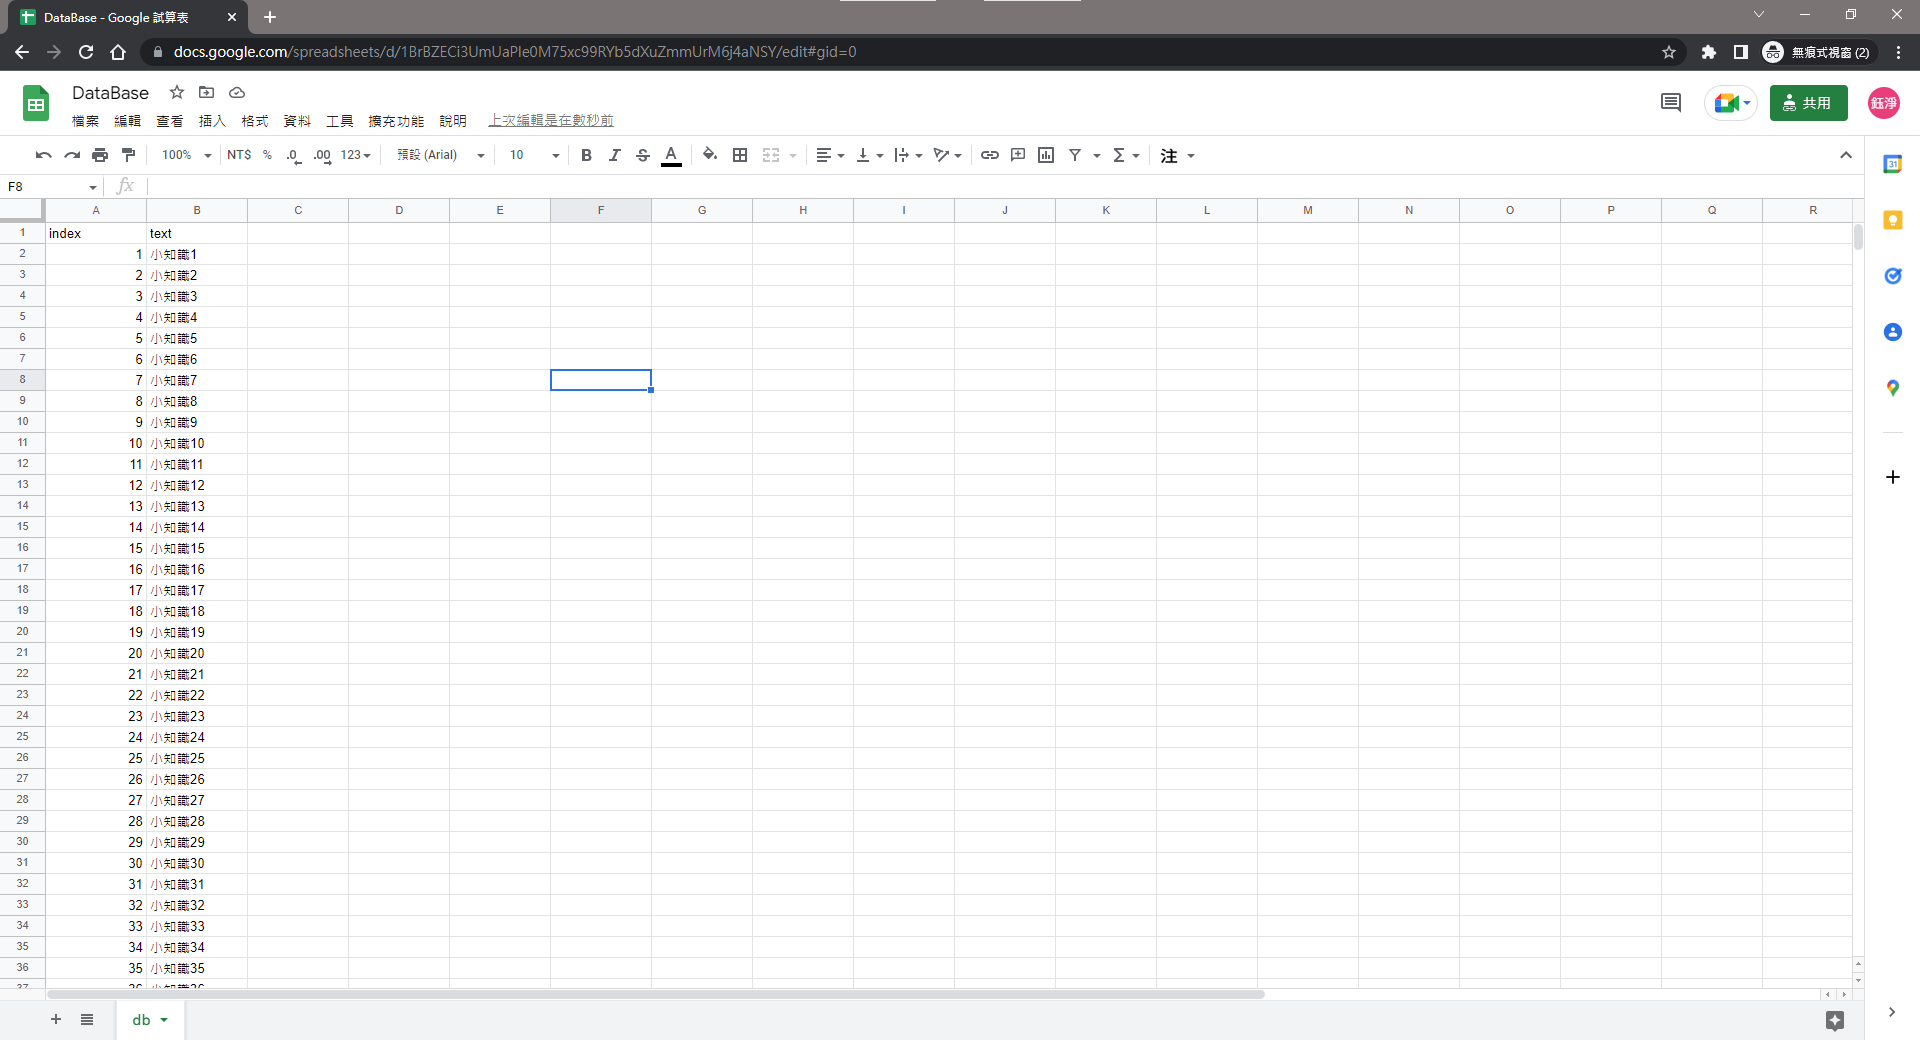 DataBase - Google 試算表
docs.google.com/spreadsheets/d/1BrBZECi3UmUaPle0M75xc99RYb5dXuZmmUrM6j4aNSY/edit#gid=0
無痕式視窗 (2)
DataBase
檔案 編輯 查看 插入 格式 資料 工具 擴充功能 說明 上次編輯是在數秒前
共用
鈺淨
100% NT$ % .0 .00 123 預設 (Arial) 10 B I S A 注
31
F8 fx
A B C D E F G H I J K L M N O P Q R
1 index text
2 1 小知識1
3 2 小知識2
4 3 小知識3
5 4 小知識4
6 5 小知識5
7 6 小知識6
8 7 小知識7
9 8 小知識8
10 9 小知識9
11 10 小知識10
12 11 小知識11
13 12 小知識12
14 13 小知識13
15 14 小知識14
16 15 小知識15
17 16 小知識16
18 17 小知識17
19 18 小知識18
20 19 小知識19
21 20 小知識20
22 21 小知識21
23 22 小知識22
24 23 小知識23
25 24 小知識24
26 25 小知識25
27 26 小知識26
28 27 小知識27
29 28 小知識28
30 29 小知識29
31 30 小知識30
32 31 小知識31
33 32 小知識32
34 33 小知識33
35 34 小知識34
36 35 小知識35
37 36 小知識36
db